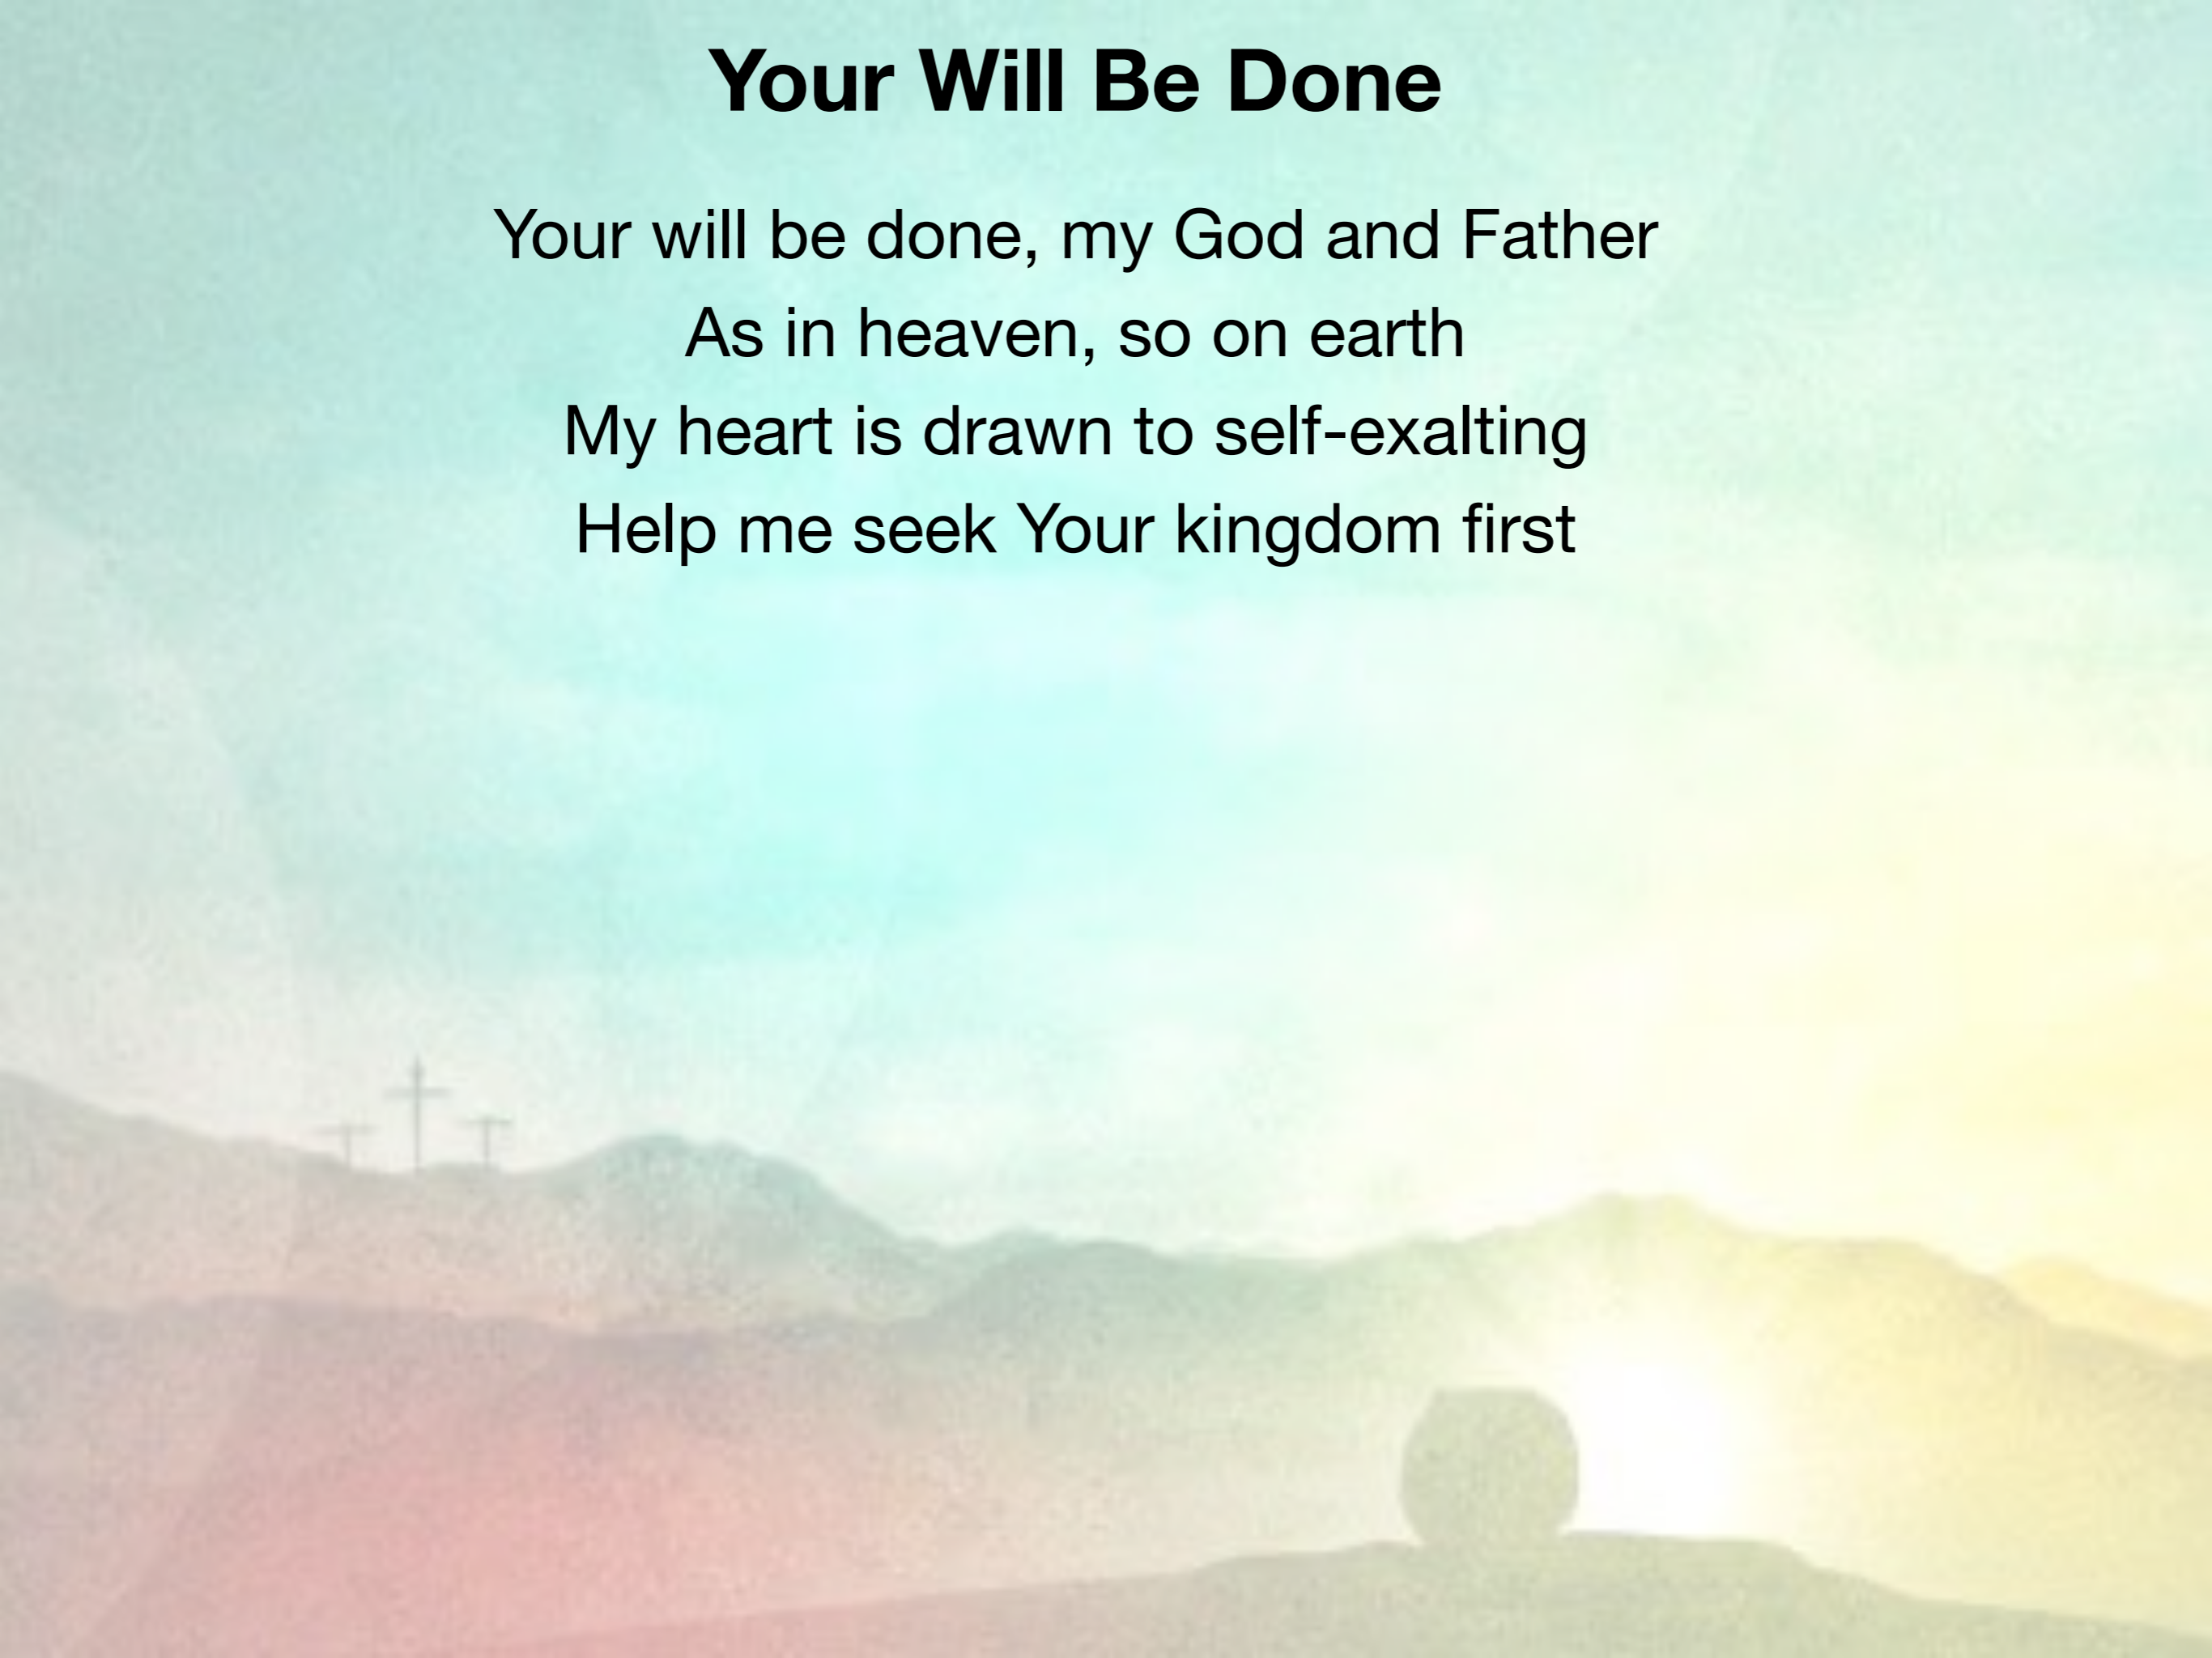 Your Will Be Done
Your will be done, my God and Father
As in heaven, so on earth
My heart is drawn to self-exalting
Help me seek Your kingdom first